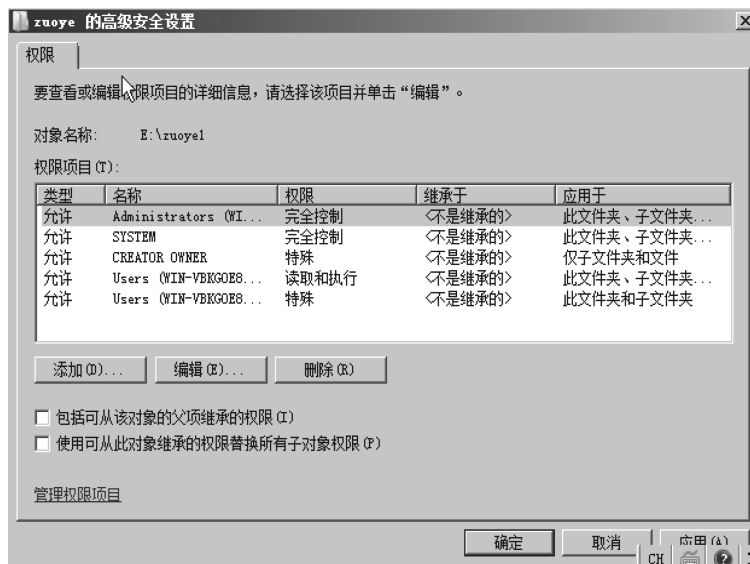 zuoye 的高级安全设置
权限
要查看或编辑权限项目的详细信息，请选择该项目并单击“编辑”。
对象名称: E:\zuoye1
权限项目(T):
类型 名称 权限 继承于 应用于
允许 Administrators (WI... 完全控制 <不是继承的> 此文件夹、子文件夹...
允许 SYSTEM 完全控制 <不是继承的> 此文件夹、子文件夹...
允许 CREATOR OWNER 特殊 <不是继承的> 仅子文件夹和文件
允许 Users (WIN-VBKGOE8... 读取和执行 <不是继承的> 此文件夹、子文件夹...
允许 Users (WIN-VBKGOE8... 特殊 <不是继承的> 此文件夹和子文件夹
添加(D)... 编辑(E)... 删除(R)
包括可从该对象的父项继承的权限(I)
使用可从此对象继承的权限替换所有子对象权限(P)
管理权限项目
确定 取消 应用(A)
CH